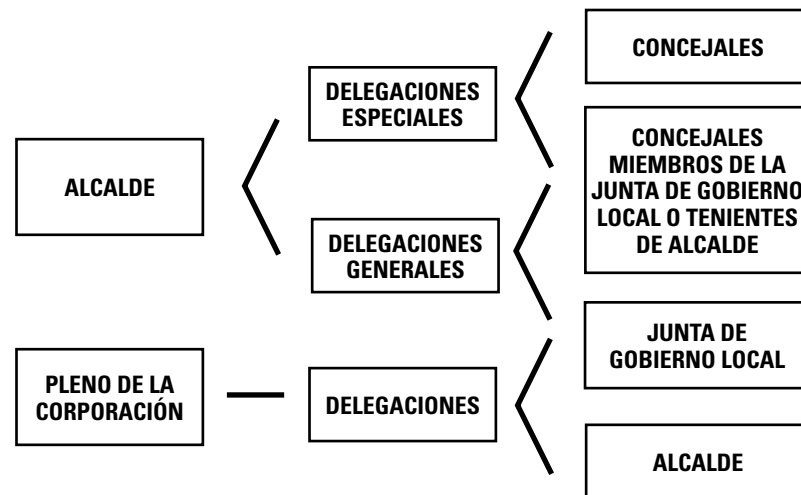 CONCEJALES
DELEGACIONES
ESPECIALES
CONCEJALES
MIEMBROS DE LA
JUNTA DE GOBIERNO
LOCAL O TENIENTES
DE ALCALDE
ALCALDE
DELEGACIONES
GENERALES
JUNTA DE
GOBIERNO LOCAL
PLENO DE LA
CORPORACIÓN
DELEGACIONES
ALCALDE